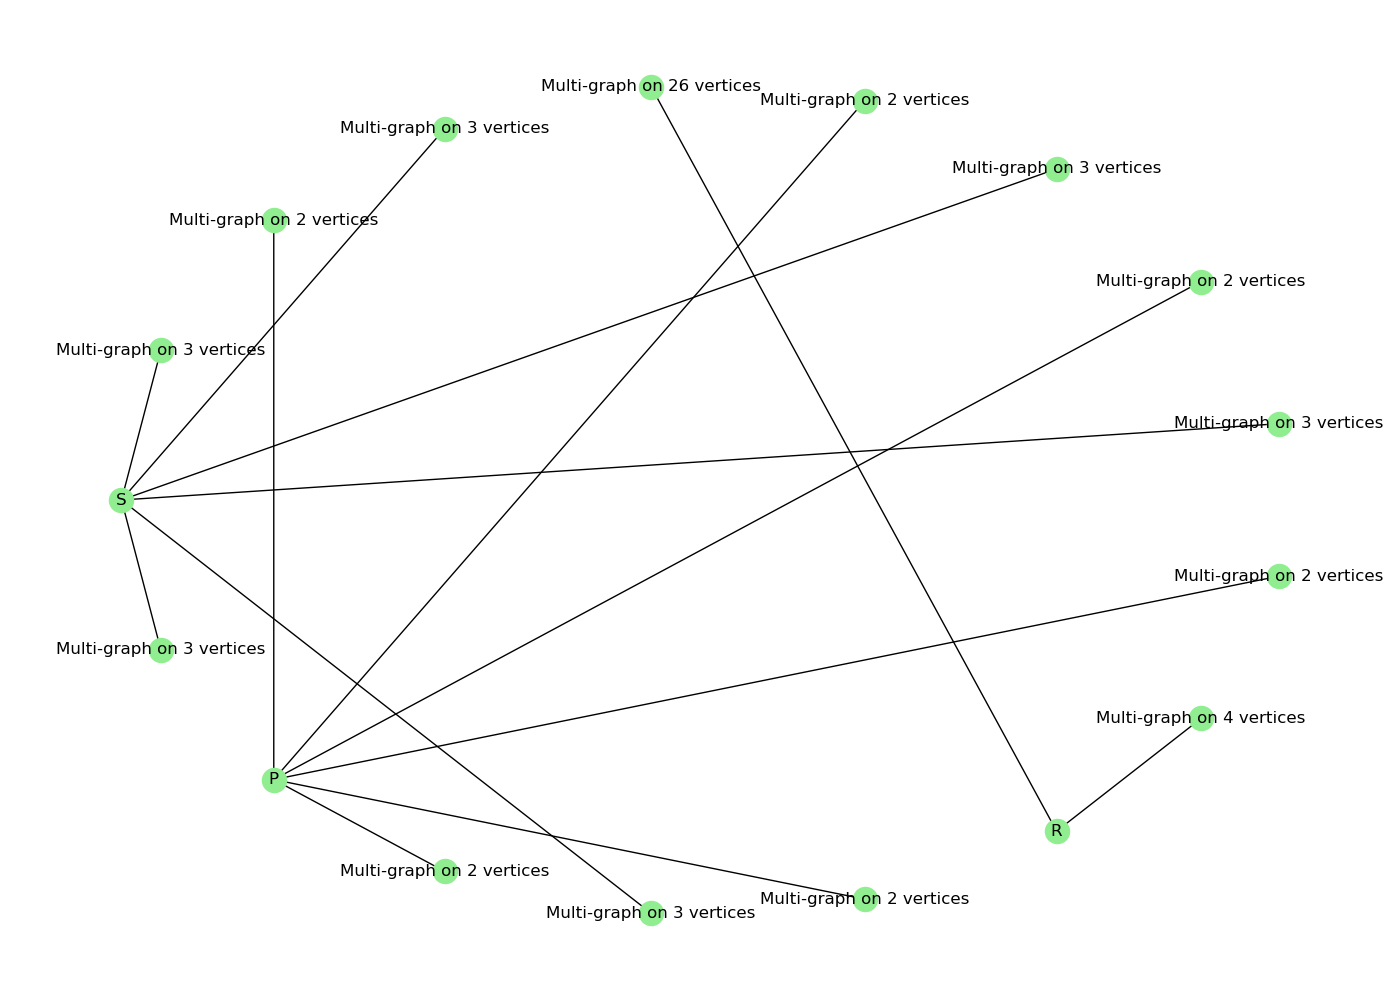 Multi-graph on 26 vertices
Multi-graph on 2 vertices
Multi-graph on 3 vertices
Multi-graph on 3 vertices
Multi-graph on 2 vertices
Multi-graph on 2 vertices
Multi-graph on 3 vertices
Multi-graph on 3 vertices
S
Multi-graph on 2 vertices
Multi-graph on 3 vertices
Multi-graph on 4 vertices
P
R
Multi-graph on 2 vertices
Multi-graph on 2 vertices
Multi-graph on 3 vertices